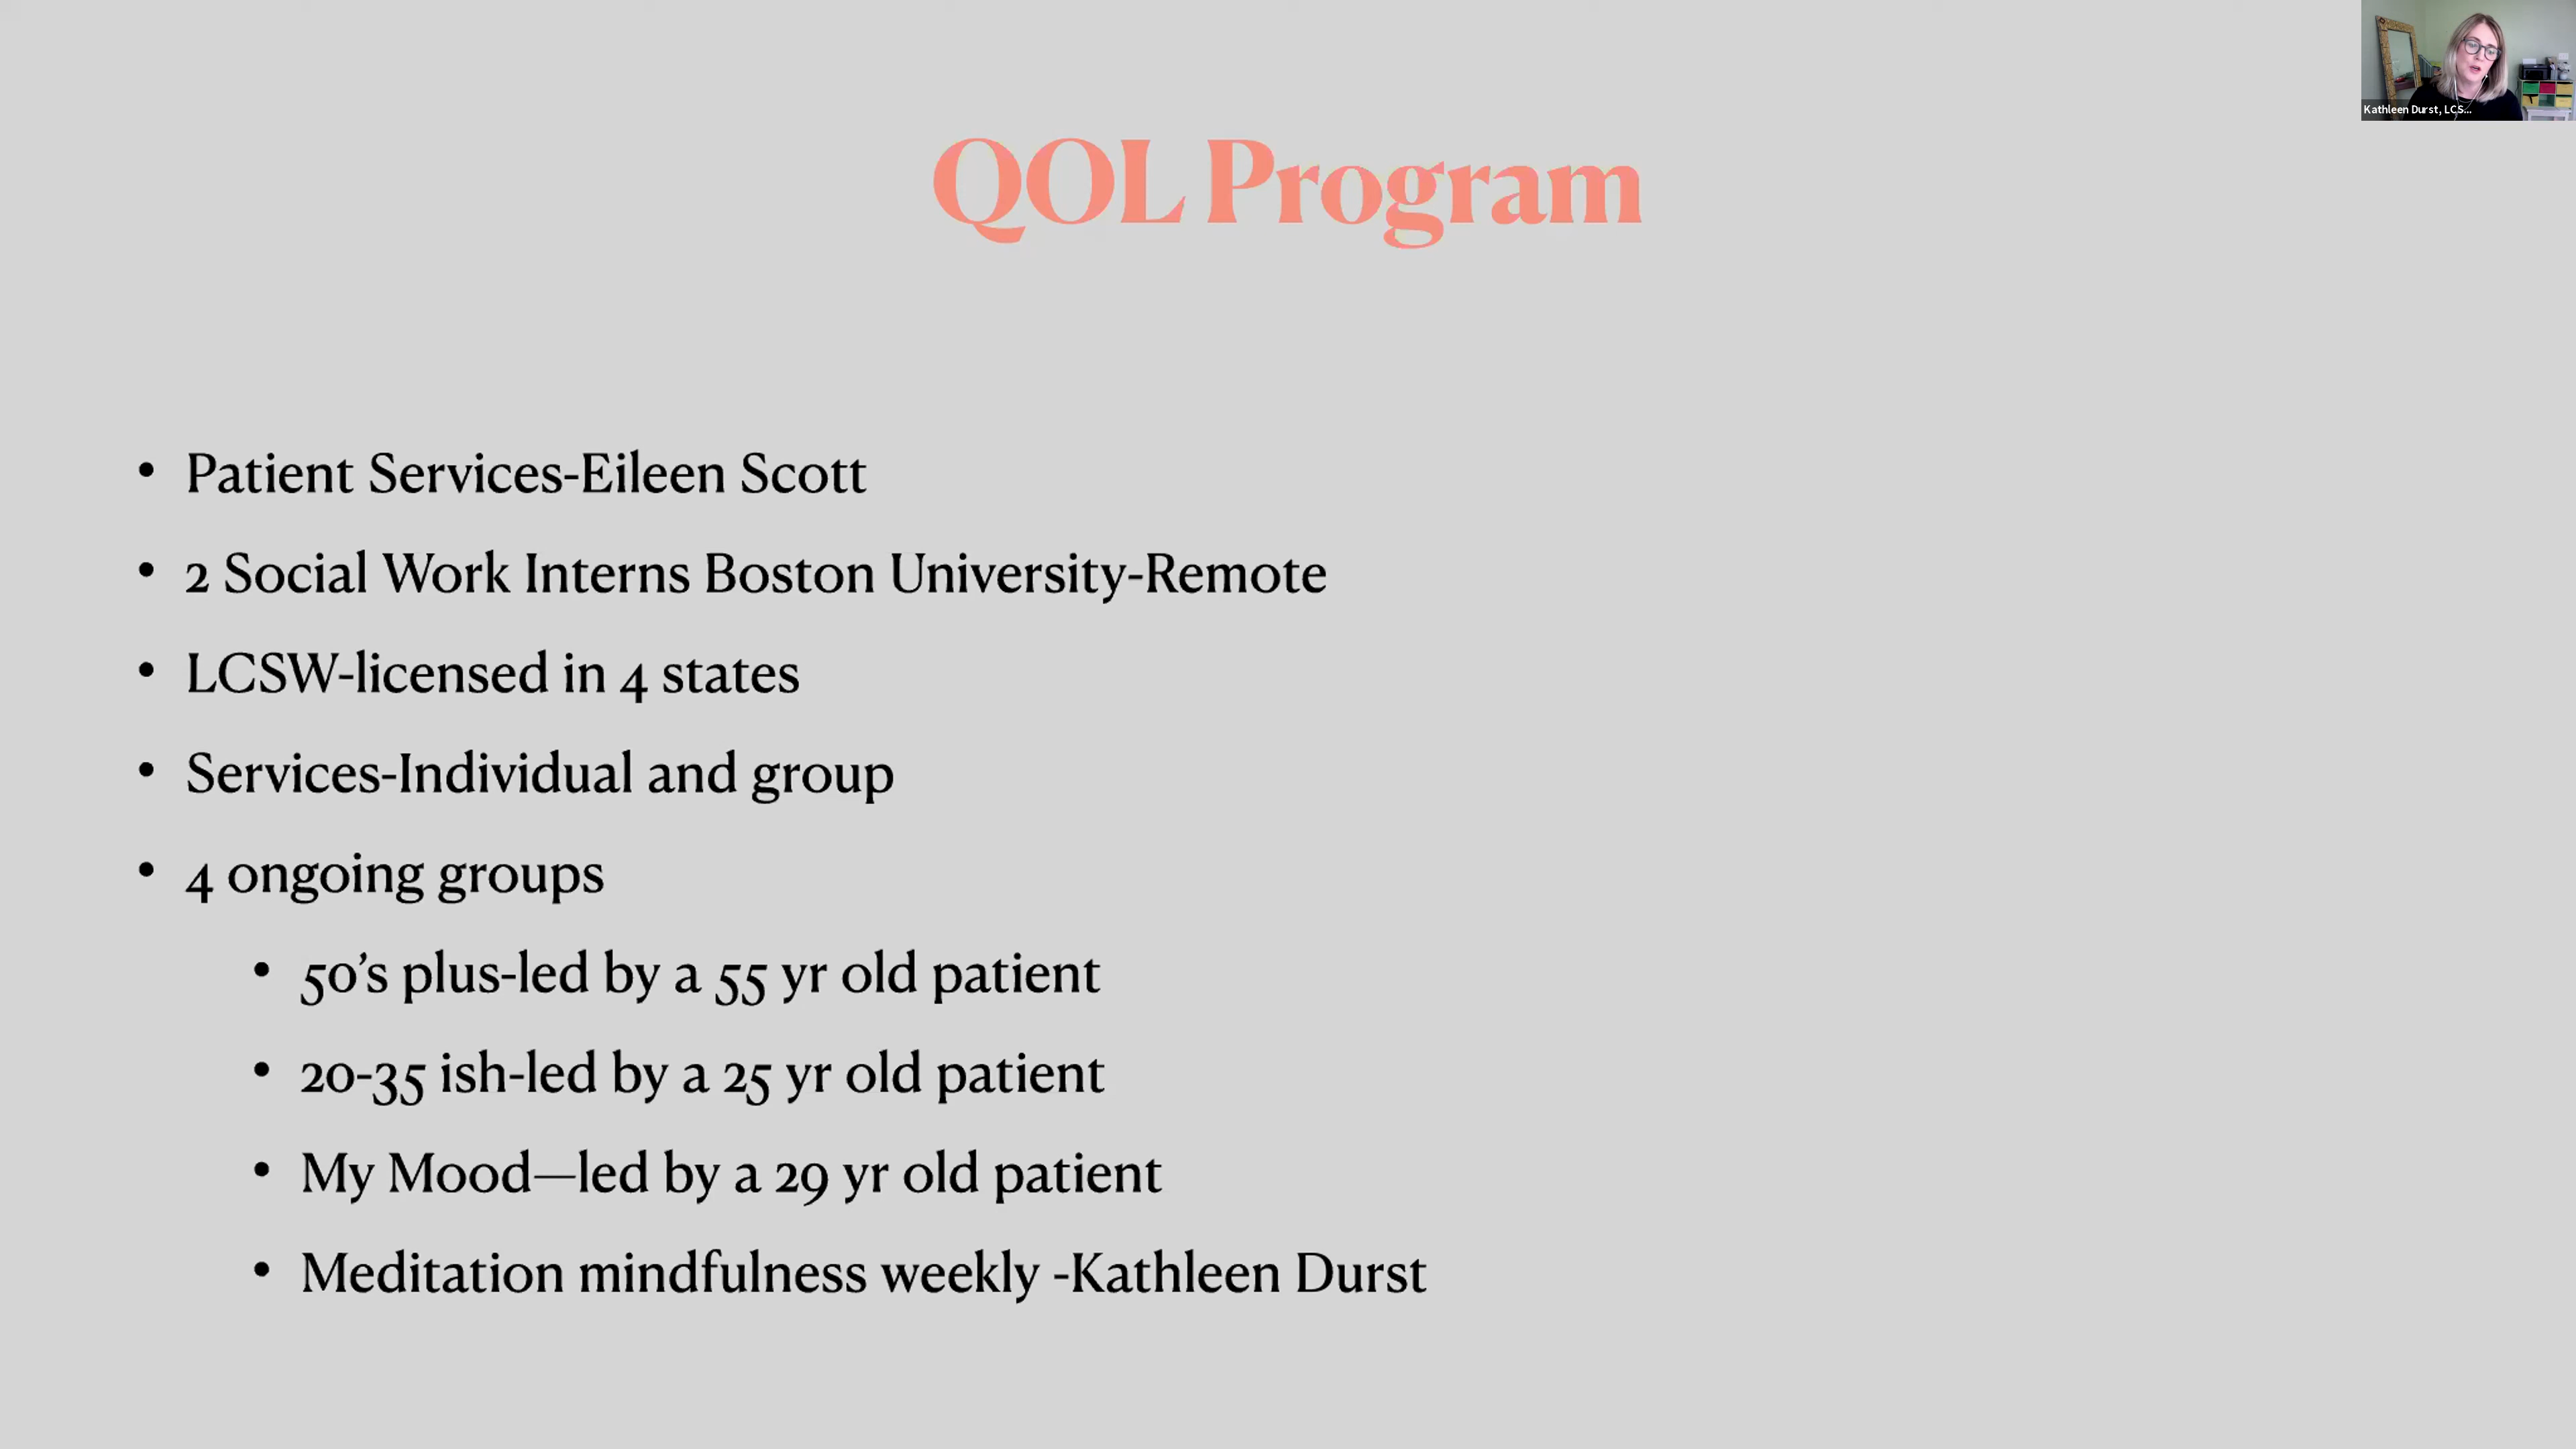 Kathleen Durst, LCS...
QOL Program
• Patient Services-Eileen Scott
• 2 Social Work Interns Boston University-Remote
• LCSW-licensed in 4 states
• Services-Individual and group
• 4 ongoing groups
• 50’s plus-led by a 55 yr old patient
• 20-35 ish-led by a 25 yr old patient
• My Mood—led by a 29 yr old patient
• Meditation mindfulness weekly -Kathleen Durst